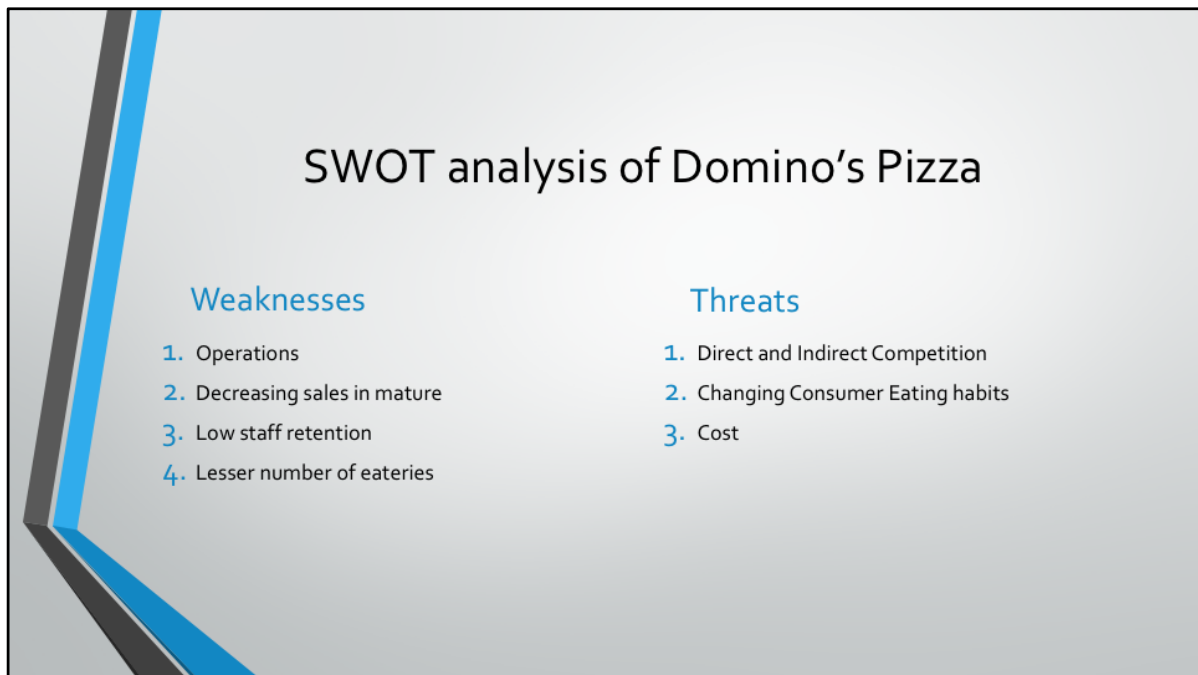 SWOT analysis of Domino’s Pizza
Weaknesses
1. Operations
2. Decreasing sales in mature
3. Low staff retention
4. Lesser number of eateries
Threats
1. Direct and Indirect Competition
2. Changing Consumer Eating habits
3. Cost